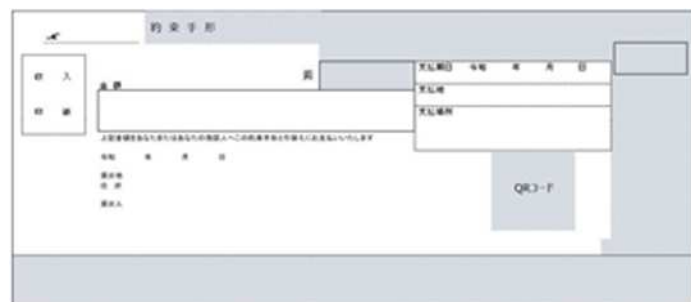 約束手形
収入
印紙
金額
支払期日 令和 年 月 日
支払地
支払場所
上記金額をあなたまたはあなたの指図人へこの約束手形と引替えにお支払いいたします
令和 年 月 日
振出地
住所
振出人
QRコード